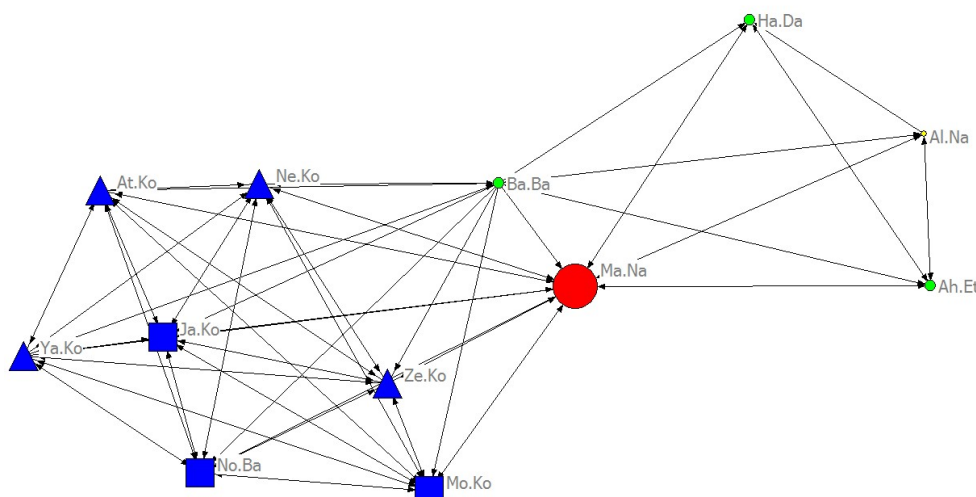 Ha.Da
Al.Na
At.Ko
Ne.Ko
Ba.Ba
Ma.Na
Ah.Et
Ja.Ko
Ya.Ko
Ze.Ko
No.Ba
Mo.Ko